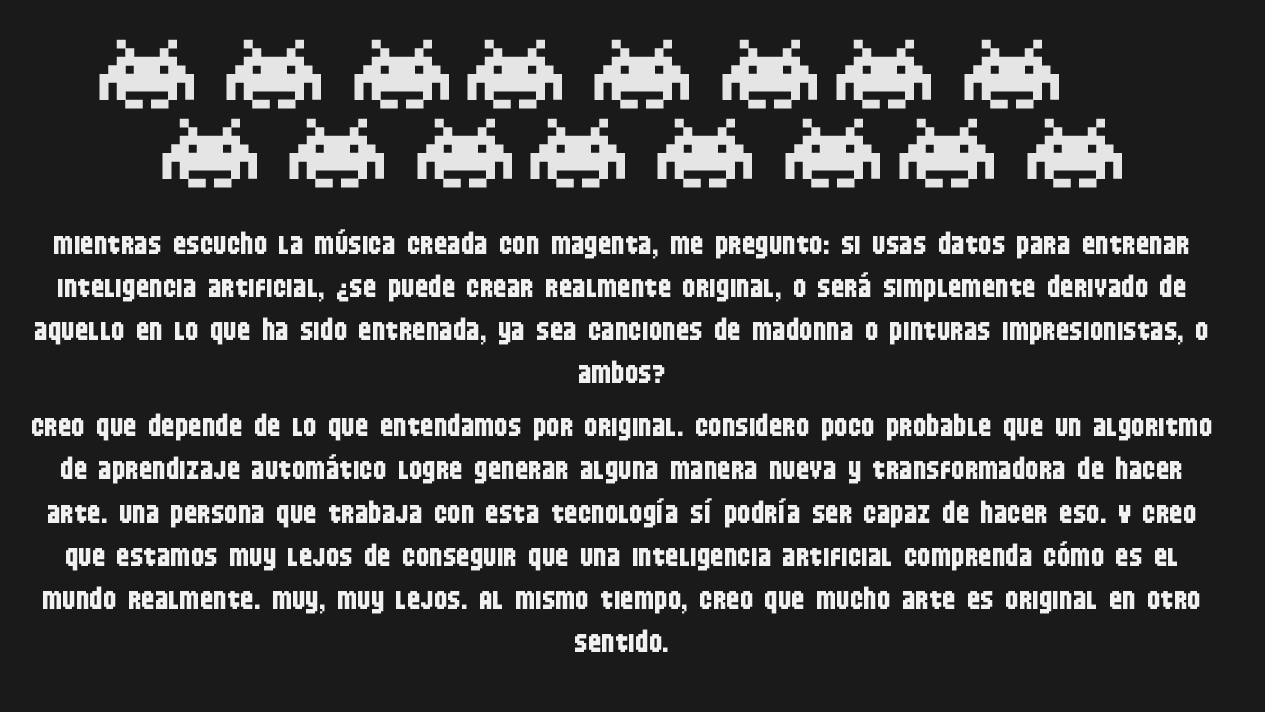 mientras escucho la música creada con magenta, me pregunto: si usas datos para entrenar
inteligencia artificial, ¿se puede crear realmente original, o será simplemente derivado de
aquello en lo que ha sido entrenada, ya sea canciones de madonna o pinturas impresionistas, o
ambos?
creo que depende de lo que entendamos por original. considero poco probable que un algoritmo
de aprendizaje automático logre generar alguna manera nueva y transformadora de hacer
arte. una persona que trabaja con esta tecnología sí podría ser capaz de hacer eso. y creo
que estamos muy lejos de conseguir que una inteligencia artificial comprenda cómo es el
mundo realmente. muy, muy lejos. al mismo tiempo, creo que mucho arte es original en otro
sentido.